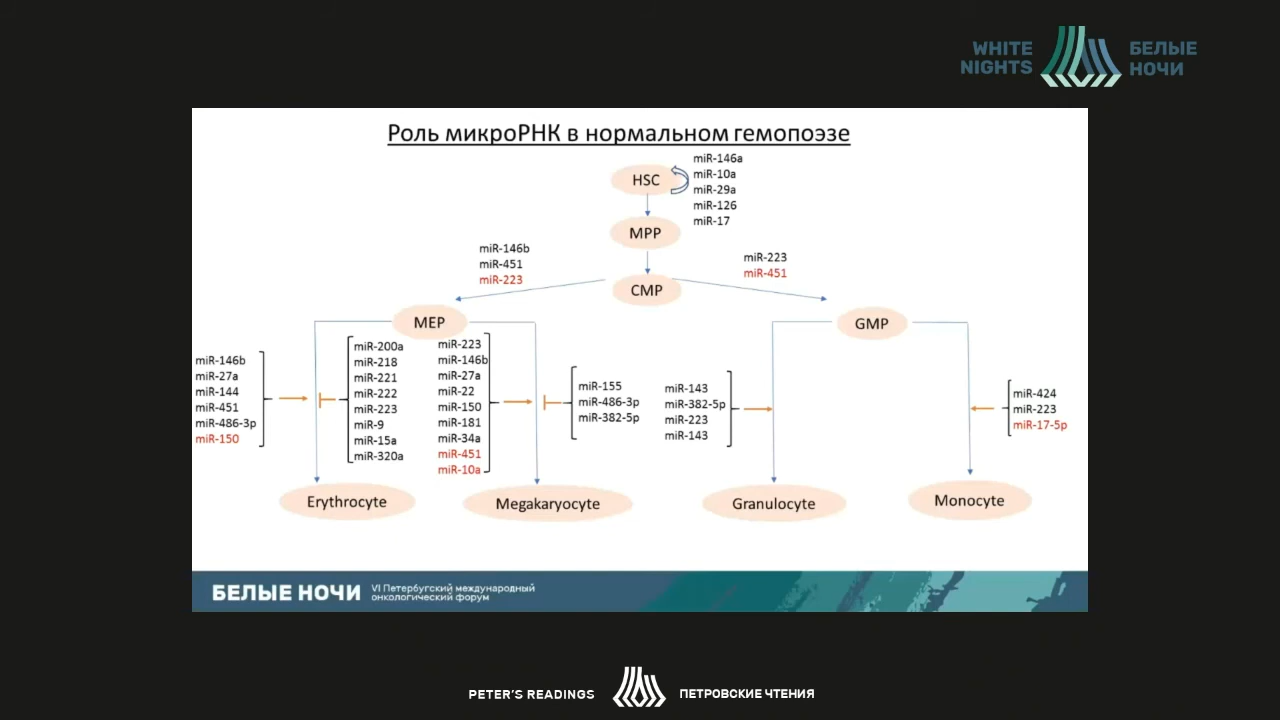 WHITE
NIGHTS
БЕЛЫЕ
НОЧИ
Роль микроРНК в нормальном гемопоэзе
HSC
miR-146a
miR-10a
miR-29a
miR-126
miR-17
MPP
miR-146b
miR-451
miR-223
CMP
miR-223
miR-451
MEP
GMP
miR-146b
miR-27a
miR-144
miR-451
miR-486-3p
miR-150
miR-200a
miR-218
miR-221
miR-222
miR-223
miR-9
miR-15a
miR-320a
miR-223
miR-146b
miR-27a
miR-22
miR-150
miR-181
miR-34a
miR-451
miR-10a
miR-155
miR-486-3p
miR-382-5p
miR-143
miR-382-5p
miR-223
miR-143
miR-424
miR-223
miR-17-5p
Erythrocyte
Megakaryocyte
Granulocyte
Monocyte
БЕЛЫЕ НОЧИ
VI Петербургский международный
онкологический форум
PETER'S READINGS
ПЕТРОВСКИЕ ЧТЕНИЯ